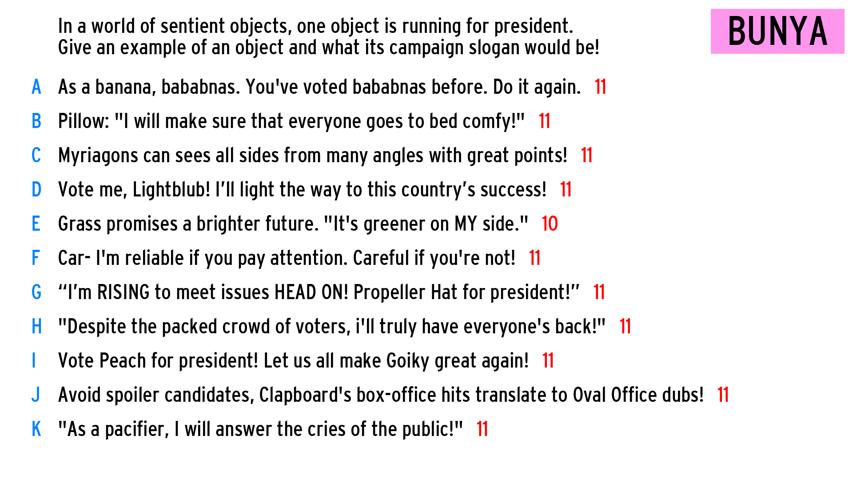 In a world of sentient objects, one object is running for president.
Give an example of an object and what its campaign slogan would be!
BUNYA
A As a banana, bababnas. You've voted bababnas before. Do it again. 11
B Pillow: "I will make sure that everyone goes to bed comfy!" 11
C Myriagons can sees all sides from many angles with great points! 11
D Vote me, Lightblub! I’ll light the way to this country’s success! 11
E Grass promises a brighter future. "It's greener on MY side." 10
F Car- I'm reliable if you pay attention. Careful if you're not! 11
G “I’m RISING to meet issues HEAD ON! Propeller Hat for president!” 11
H "Despite the packed crowd of voters, i'll truly have everyone's back!" 11
I Vote Peach for president! Let us all make Goiky great again! 11
J Avoid spoiler candidates, Clapboard's box-office hits translate to Oval Office dubs! 11
K "As a pacifier, I will answer the cries of the public!" 11